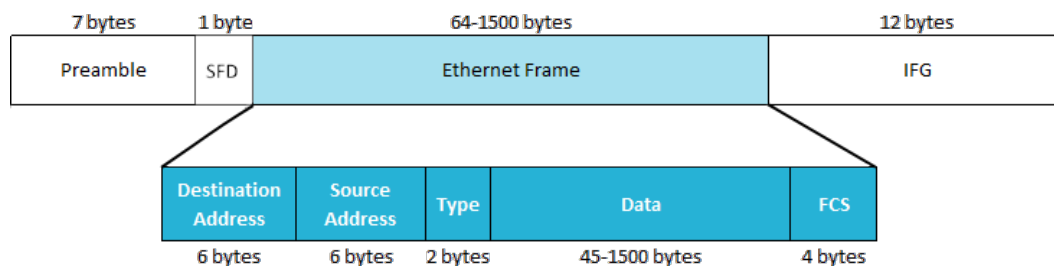 7 bytes 1 byte 64-1500 bytes 12 bytes
Preamble SFD Ethernet Frame IFG
Destination Address Source Address Type Data FCS
6 bytes 6 bytes 2 bytes 45-1500 bytes 4 bytes